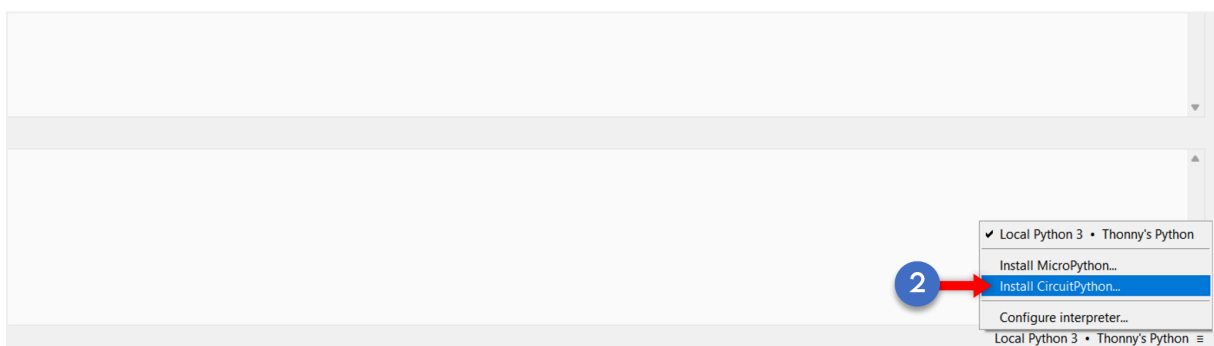 ✔ Local Python 3 • Thonny's Python
Install MicroPython...
2
Install CircuitPython...
Configure interpreter...
Local Python 3 • Thonny's Python ≡